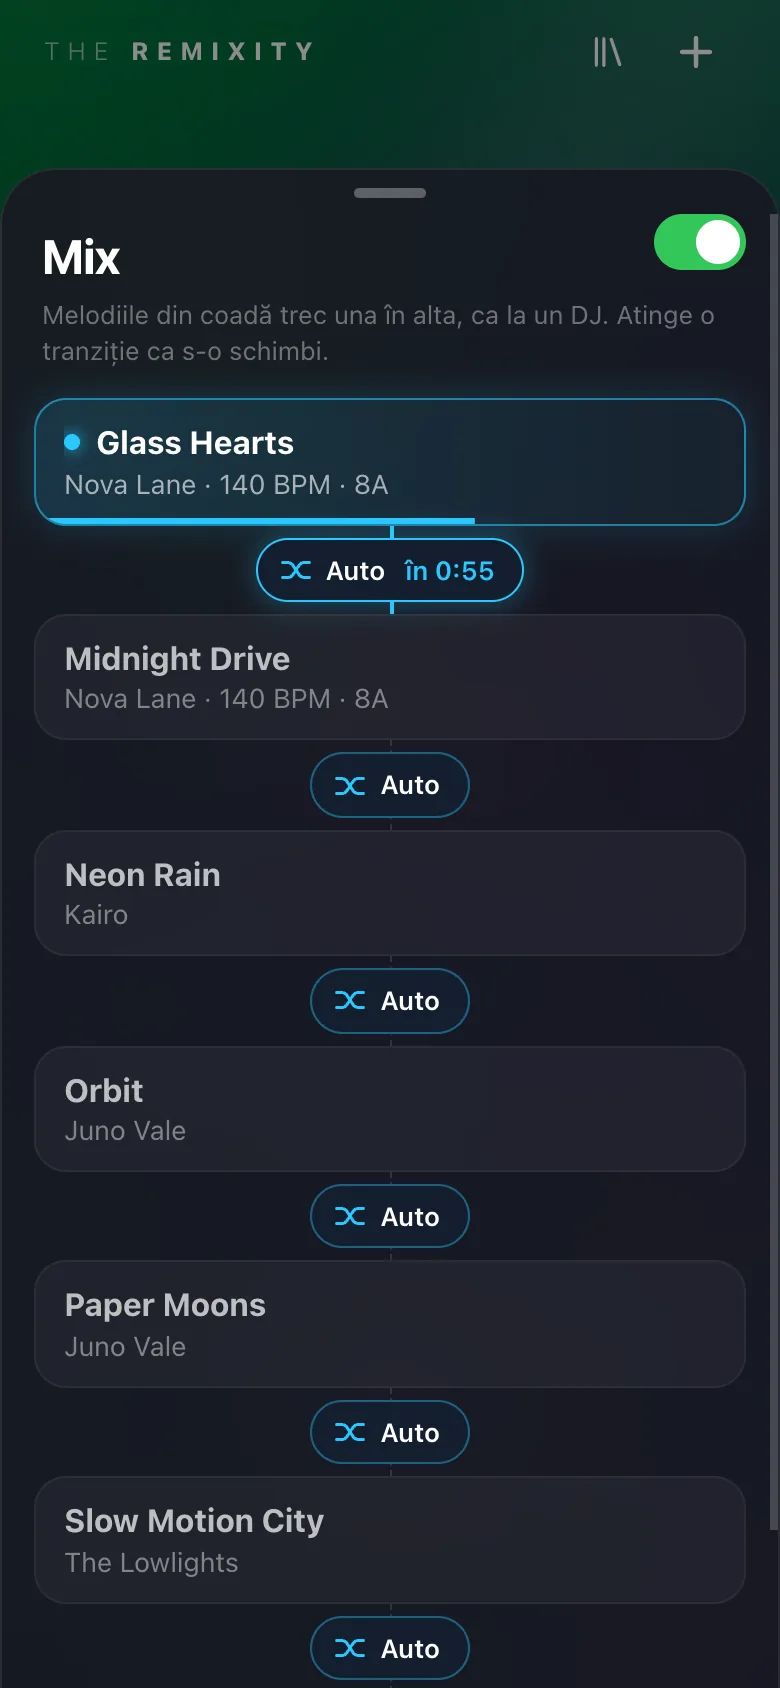 THE REMIXITY
Mix
Melodiile din coadă trec una în alta, ca la un DJ. Atinge o
tranziție ca s-o schimbi.
Glass Hearts
Nova Lane · 140 BPM · 8A
Auto în 0:55
Midnight Drive
Nova Lane · 140 BPM · 8A
Auto
Neon Rain
Kairo
Auto
Orbit
Juno Vale
Auto
Paper Moons
Juno Vale
Auto
Slow Motion City
The Lowlights
Auto